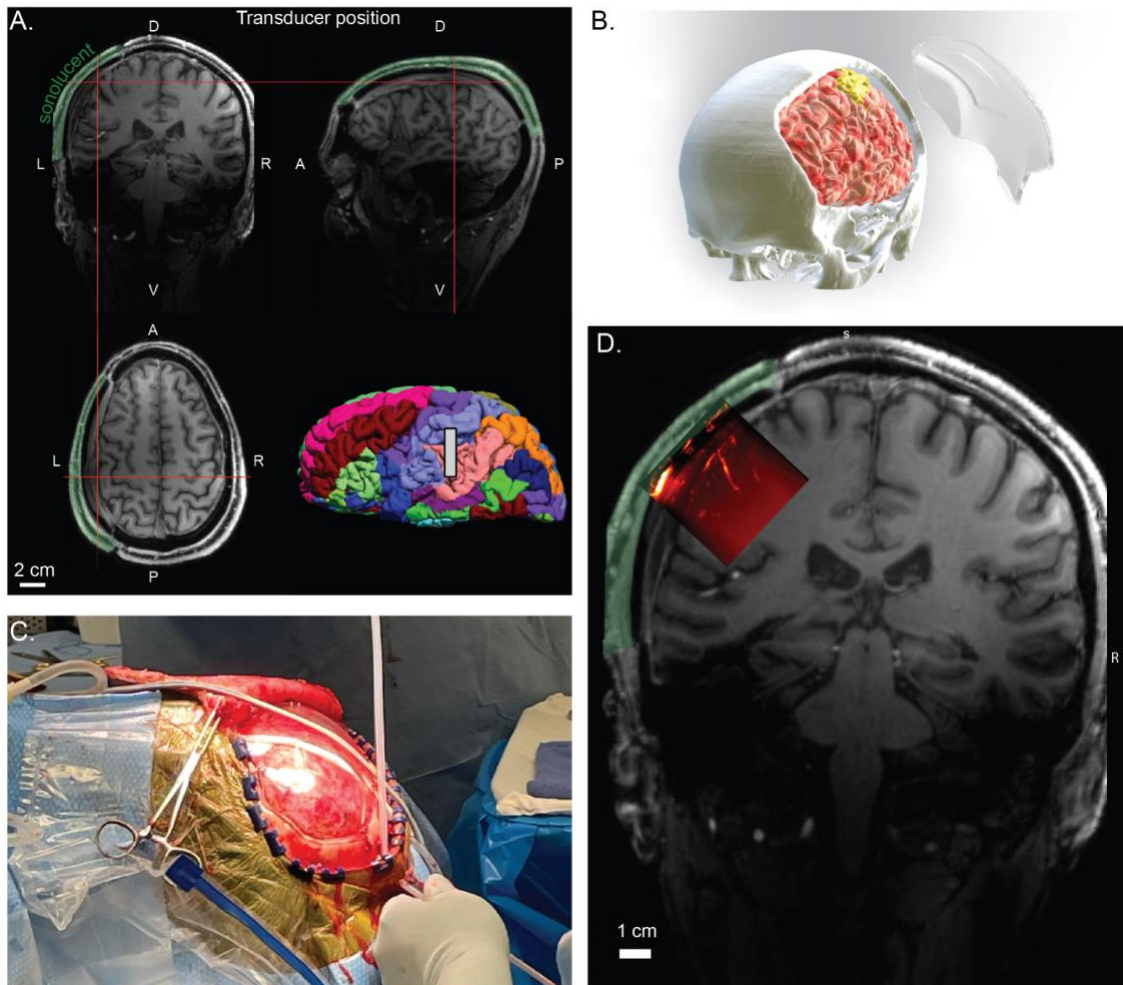 A.
Transducer position
D
s
D
sonolucent
L
R
A
P
V
V
A
L
R
P
2 cm
B.
C.
D.
s
R
1 cm